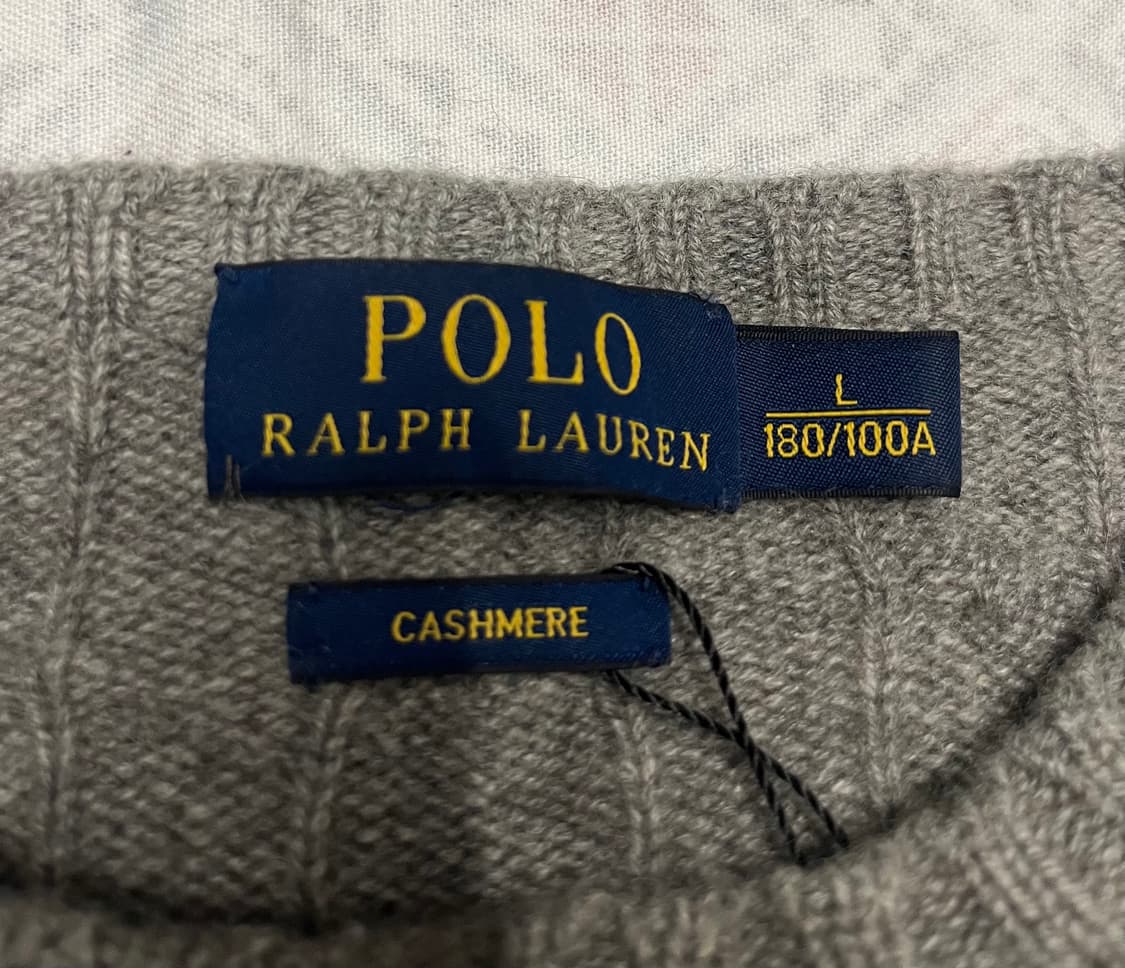 POLO
RALPH LAUREN
L
180/100A
CASHMERE